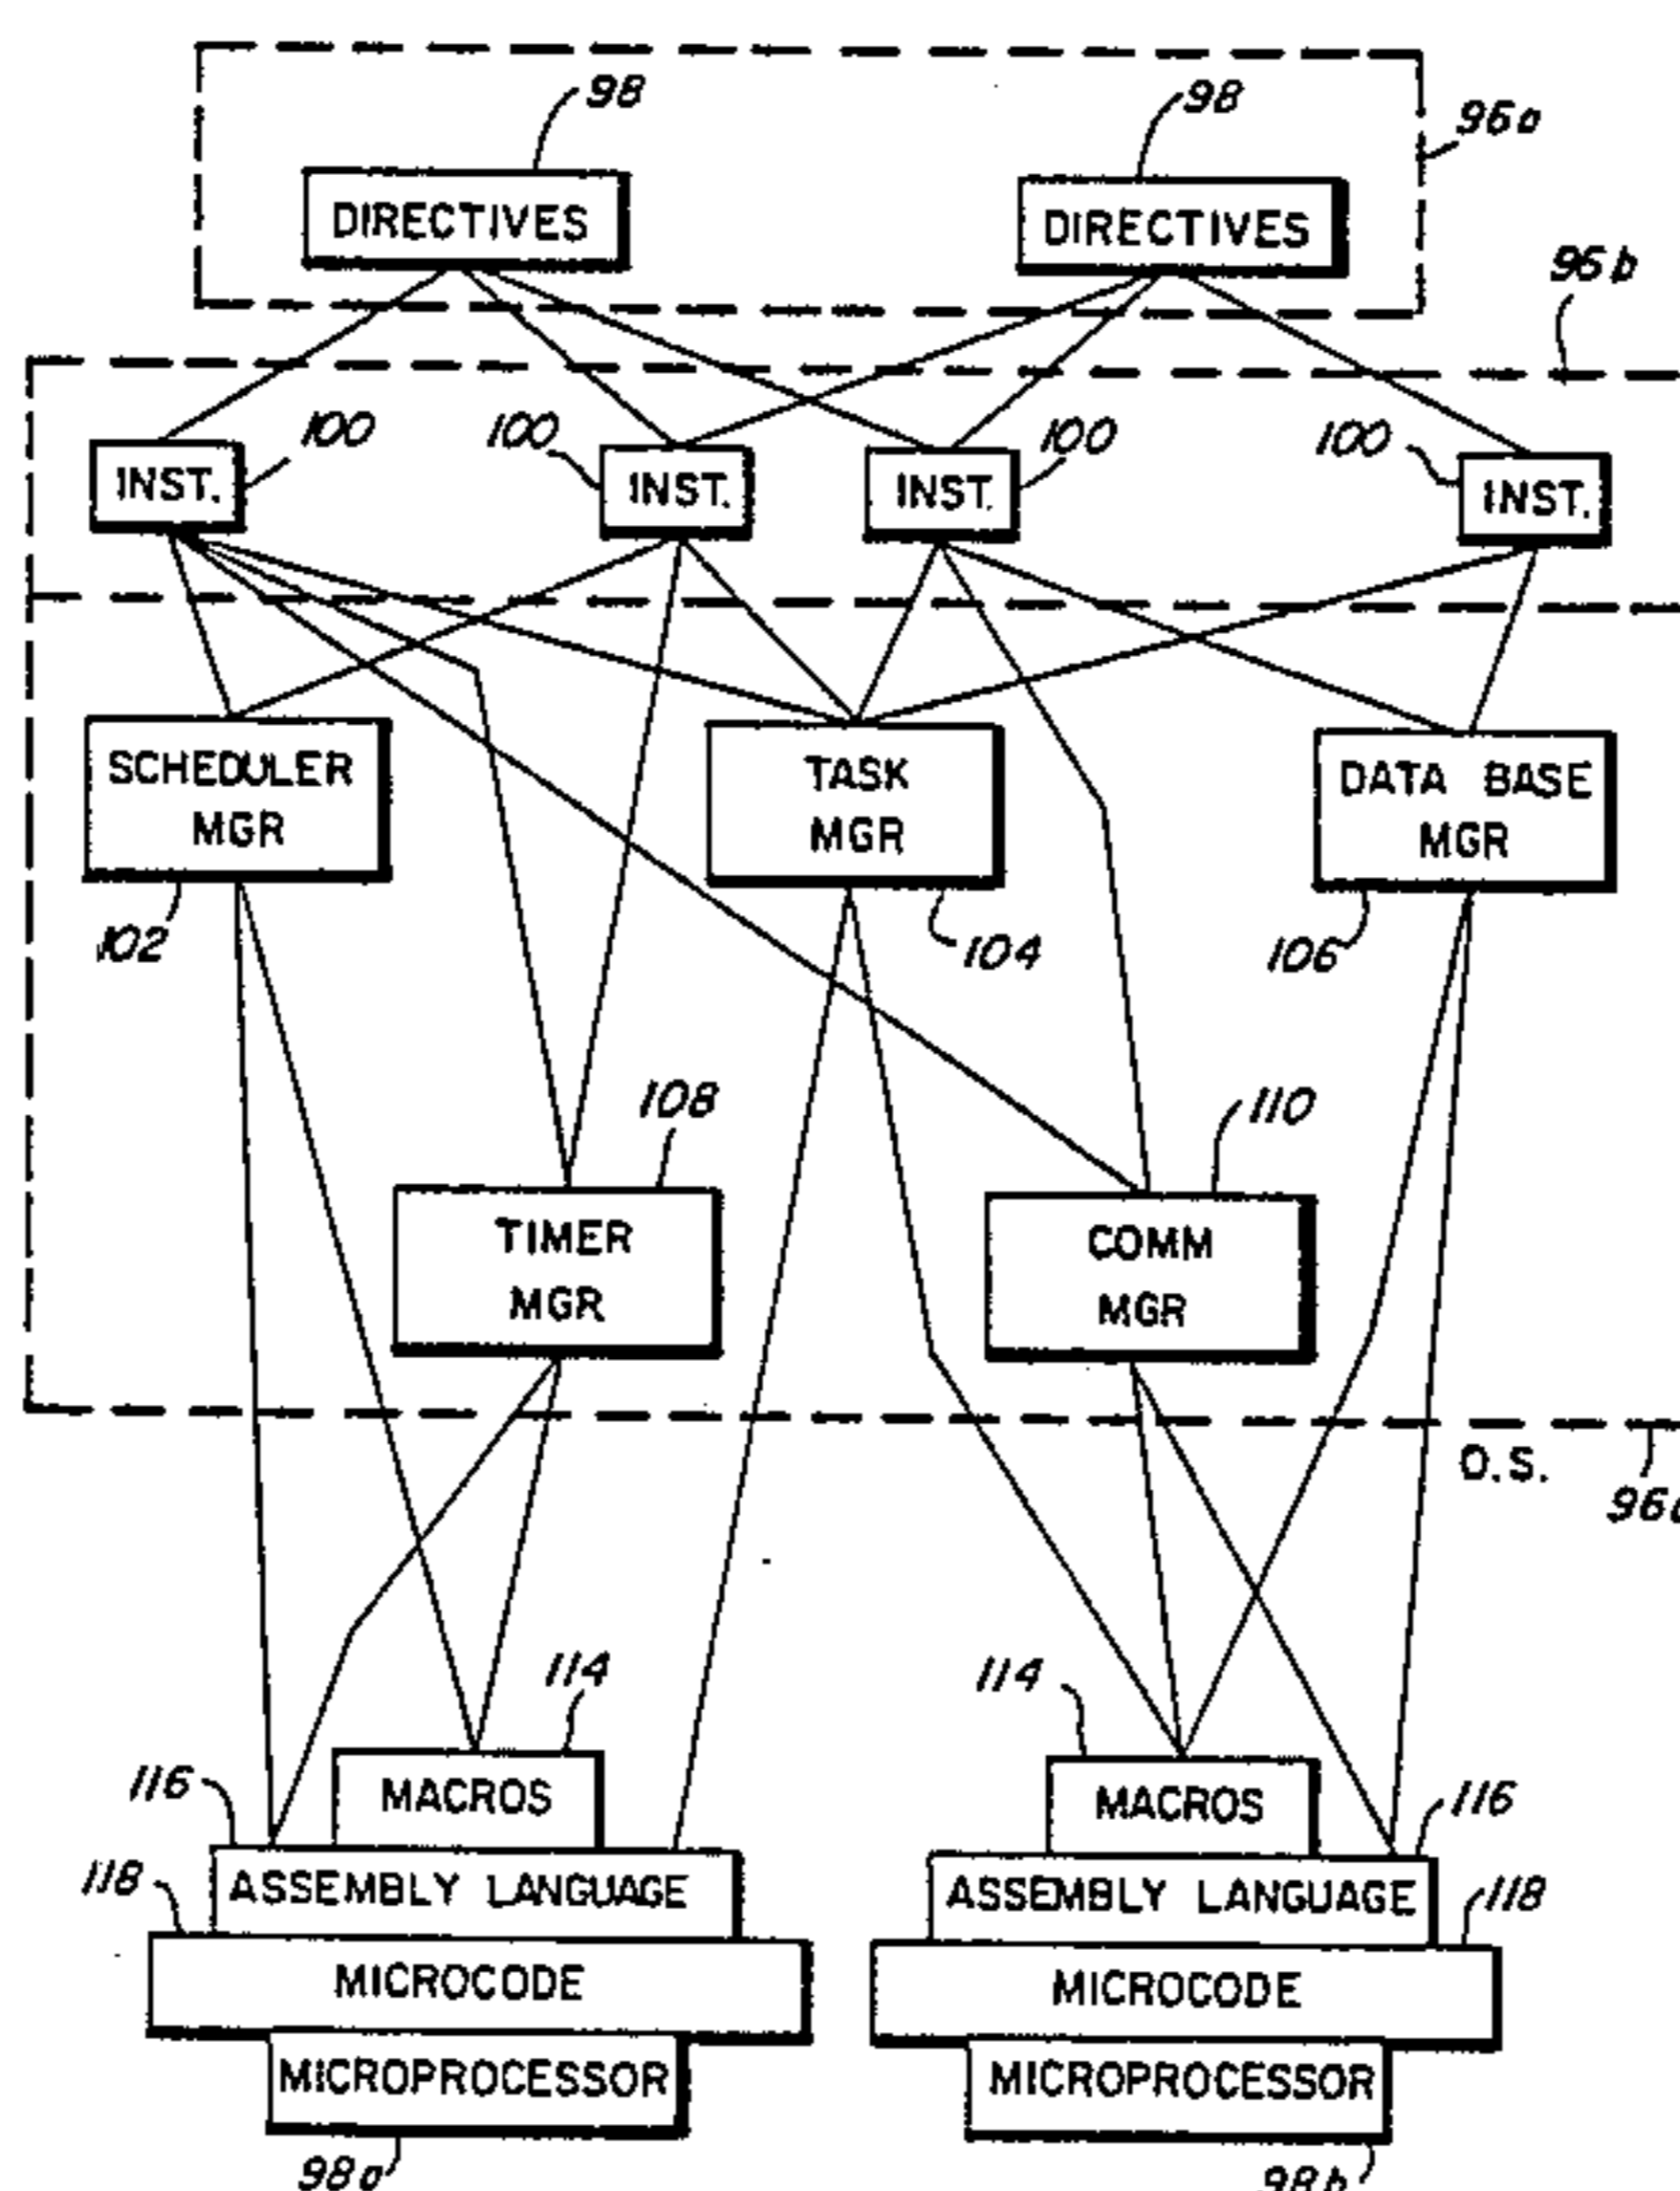 98
98
96a
DIRECTIVES
DIRECTIVES
96b
100
100
100
100
INST.
INST.
INST.
INST.
SCHEDULER
MGR
TASK
MGR
DATA BASE
MGR
102
104
106
108
110
TIMER
MGR
COMM
MGR
O.S.
114
114
116
MACROS
MACROS
116
118
ASSEMBLY LANGUAGE
ASSEMBLY LANGUAGE
118
MICROCODE
MICROCODE
MICROPROCESSOR
MICROPROCESSOR
98a
98b